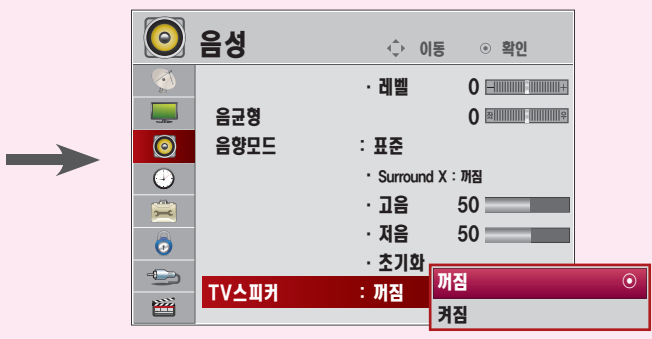 음성 이동 확인
· 레벨 0 - +
음균형 0 좌 우
음향모드 : 표준
· Surround X : 꺼짐
· 고음 50
· 저음 50
· 초기화
TV스피커 : 꺼짐
꺼짐
켜짐